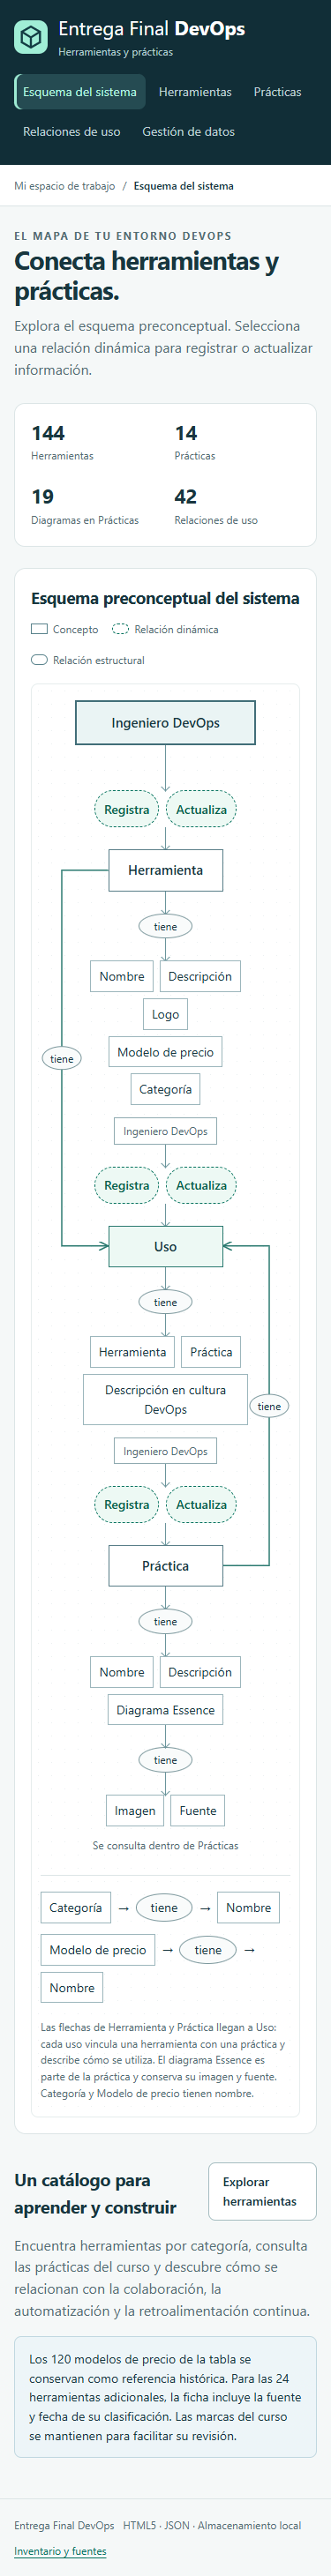 Entrega Final DevOps
Herramientas y prácticas
Esquema del sistema
Herramientas
Prácticas
Relaciones de uso
Gestión de datos
Mi espacio de trabajo / Esquema del sistema
EL MAPA DE TU ENTORNO DEVOPS
Conecta herramientas y
prácticas.
Explora el esquema preconceptual. Selecciona
una relación dinámica para registrar o actualizar
información.
144
Herramientas
14
Prácticas
19
Diagramas en Prácticas
42
Relaciones de uso
Esquema preconceptual del sistema
Concepto
Relación dinámica
Relación estructural
Ingeniero DevOps
Registra
Actualiza
Herramienta
tiene
Nombre
Descripción
Logo
tiene
Modelo de precio
Categoría
Ingeniero DevOps
Registra
Actualiza
Uso
tiene
Herramienta
Práctica
Descripción en cultura
DevOps
tiene
Ingeniero DevOps
Registra
Actualiza
Práctica
tiene
Nombre
Descripción
Diagrama Essence
tiene
Imagen
Fuente
Se consulta dentro de Prácticas
Categoría → tiene → Nombre
Modelo de precio → tiene →
Nombre
Las flechas de Herramienta y Práctica llegan a Uso:
cada uso vincula una herramienta con una práctica y
describe cómo se utiliza. El diagrama Essence es
parte de la práctica y conserva su imagen y fuente.
Categoría y Modelo de precio tienen nombre.
Un catálogo para
aprender y construir
Explorar
herramientas
Encuentra herramientas por categoría, consulta
las prácticas del curso y descubre cómo se
relacionan con la colaboración, la
automatización y la retroalimentación continua.
Los 120 modelos de precio de la tabla se
conservan como referencia histórica. Para las 24
herramientas adicionales, la ficha incluye la fuente
y fecha de su clasificación. Las marcas del curso
se mantienen para facilitar su revisión.
Entrega Final DevOps HTML5 · JSON · Almacenamiento local
Inventario y fuentes